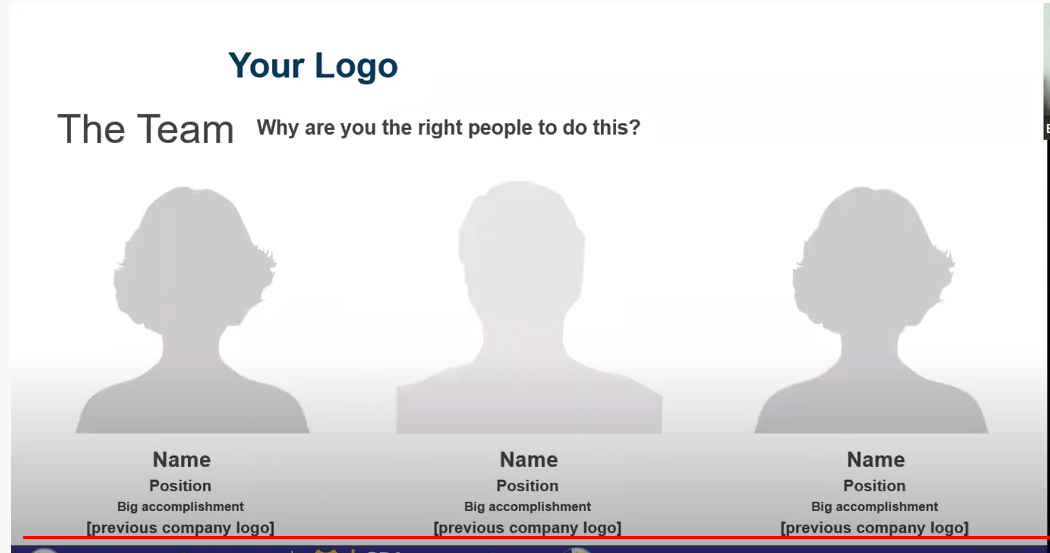 Your Logo
The Team Why are you the right people to do this?
Name Name Name
Position Position Position
Big accomplishment Big accomplishment Big accomplishment
[previous company logo] [previous company logo] [previous company logo]